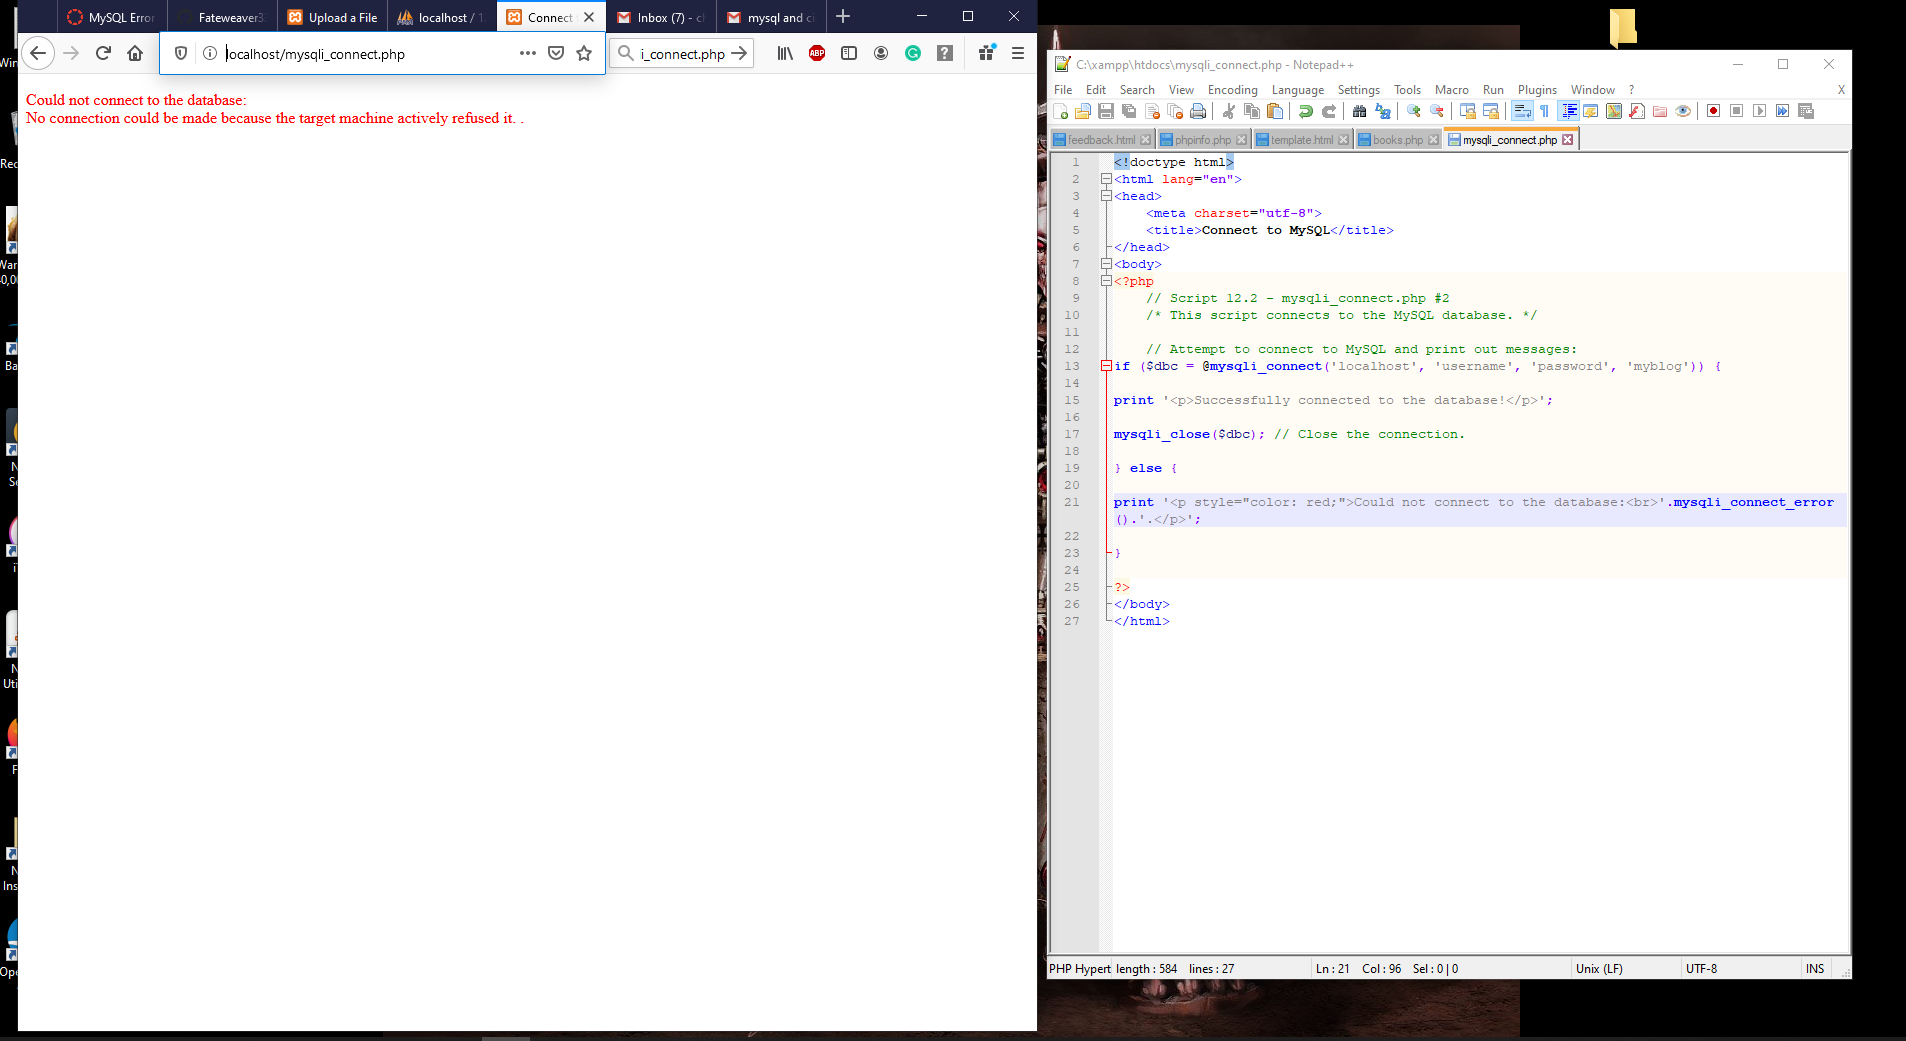 MySQL Error
Fateweaver3
Upload a File
localhost / 1
Connect
Inbox (7) - c
mysql and c
localhost/mysqli_connect.php
i_connect.php
ABP
Could not connect to the database:
No connection could be made because the target machine actively refused it. .
C:\xampp\htdocs\mysqli_connect.php - Notepad++
File Edit Search View Encoding Language Settings Tools Macro Run Plugins Window ? X
feedback.html phpinfo.php template.html books.php mysqli_connect.php
1 <!doctype html>
2 <html lang="en">
3 <head>
4 <meta charset="utf-8">
5 <title>Connect to MySQL</title>
6 </head>
7 <body>
8 <?php
9 // Script 12.2 - mysqli_connect.php #2
10 /* This script connects to the MySQL database. */
11
12 // Attempt to connect to MySQL and print out messages:
13 if ($dbc = @mysqli_connect('localhost', 'username', 'password', 'myblog')) {
14
15 print '<p>Successfully connected to the database!</p>';
16
17 mysqli_close($dbc); // Close the connection.
18
19 } else {
20
21 print '<p style="color: red;">Could not connect to the database:<br>'.mysqli_connect_error
().'.</p>';
22
23 }
24
25 ?>
26 </body>
27 </html>
PHP Hypert length : 584 lines : 27 Ln : 21 Col : 96 Sel : 0 | 0 Unix (LF) UTF-8 INS